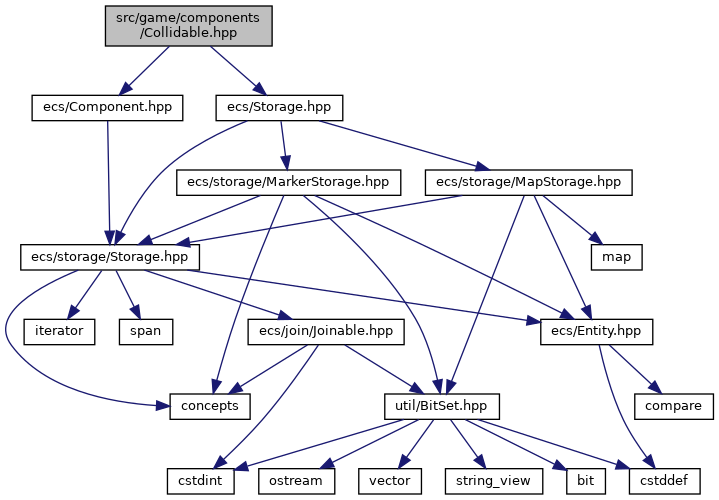 src/game/components
/Collidable.hpp
ecs/Component.hpp
ecs/Storage.hpp
ecs/storage/MarkerStorage.hpp
ecs/storage/MapStorage.hpp
ecs/storage/Storage.hpp
map
iterator
span
ecs/join/Joinable.hpp
ecs/Entity.hpp
concepts
util/BitSet.hpp
compare
cstdint
ostream
vector
string_view
bit
cstddef